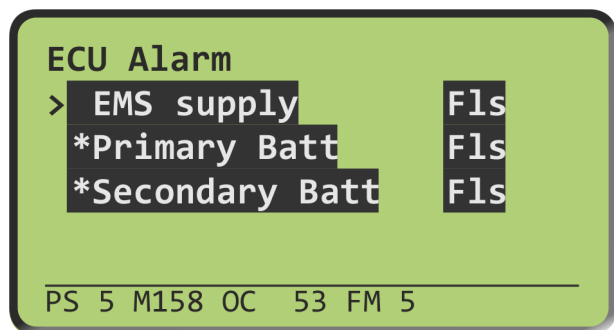 ECU Alarm
> EMS supply Fls
*Primary Batt Fls
*Secondary Batt Fls
PS 5 M158 OC 53 FM 5